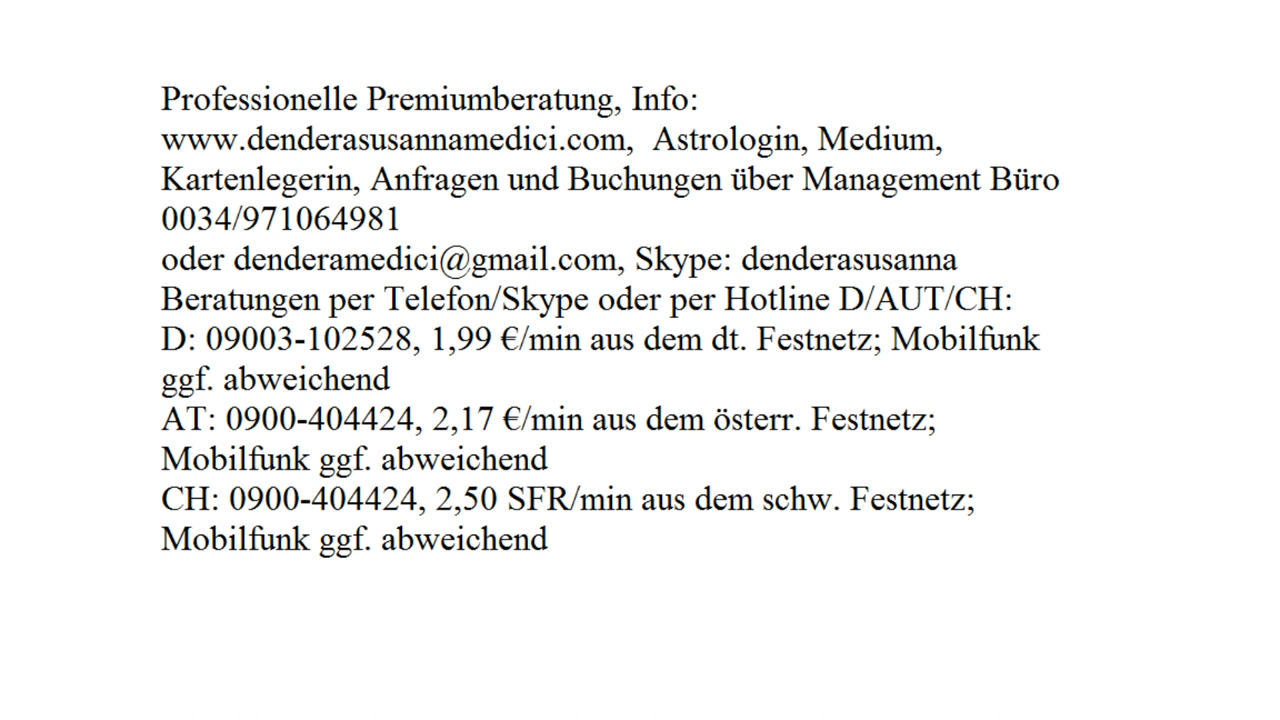 Professionelle Premiumberatung, Info:
www.denderasusannamedici.com,  Astrologin, Medium,
Kartenlegerin, Anfragen und Buchungen über Management Büro
0034/971064981
oder denderamedici@gmail.com, Skype: denderasusanna
Beratungen per Telefon/Skype oder per Hotline D/AUT/CH:
D: 09003-102528, 1,99 €/min aus dem dt. Festnetz; Mobilfunk
ggf. abweichend
AT: 0900-404424, 2,17 €/min aus dem österr. Festnetz;
Mobilfunk ggf. abweichend
CH: 0900-404424, 2,50 SFR/min aus dem schw. Festnetz;
Mobilfunk ggf. abweichend